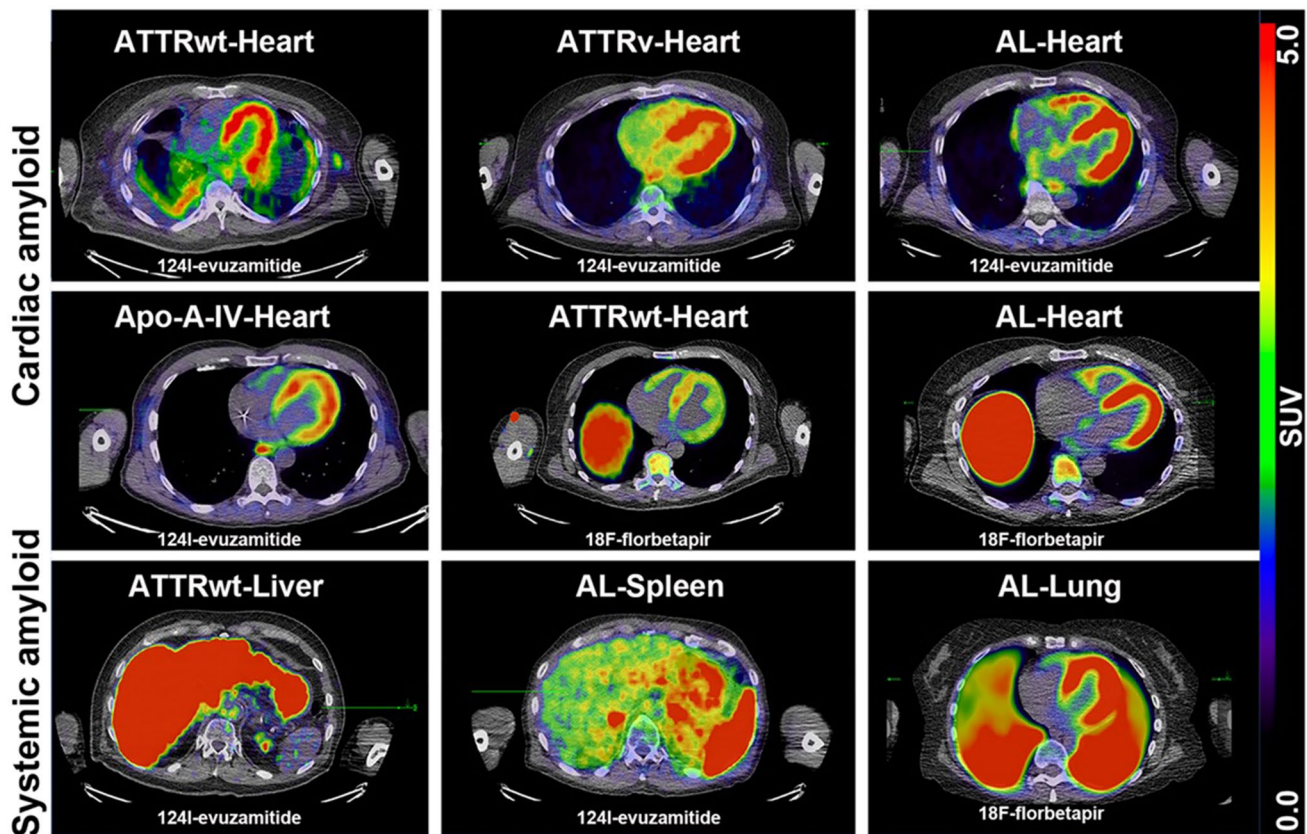 Cardiac amyloid
Systemic amyloid
ATTRwt-Heart
124I-evuzamitide
ATTRv-Heart
124I-evuzamitide
AL-Heart
124I-evuzamitide
Apo-A-IV-Heart
124I-evuzamitide
ATTRwt-Heart
18F-florbetapir
AL-Heart
18F-florbetapir
ATTRwt-Liver
124I-evuzamitide
AL-Spleen
124I-evuzamitide
AL-Lung
18F-florbetapir
5.0
SUV
0.0